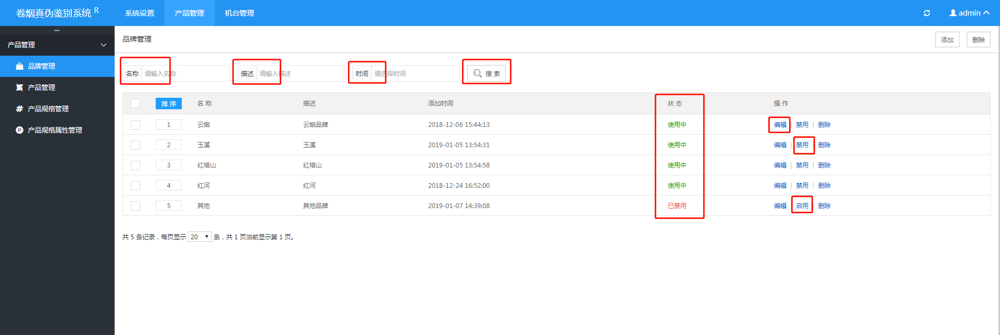 卷烟真伪鉴别系统 R 系统设置 产品管理 机台管理 admin
产品管理
品牌管理
产品管理
产品规格管理
产品规格属性管理
品牌管理 添加 删除
名称 请输入名称 描述 请输入描述 时间 请选择时间 搜 索
排 序 名 称 描述 添加时间 状 态 操 作
1 云烟 云烟品牌 2018-12-06 15:44:13 使用中 编辑 | 禁用 | 删除
2 玉溪 玉溪 2019-01-05 13:54:31 使用中 编辑 | 禁用 | 删除
3 红塔山 红塔山 2019-01-05 13:54:58 使用中 编辑 | 禁用 | 删除
4 红河 红河 2018-12-24 16:52:00 使用中 编辑 | 禁用 | 删除
5 其他 其他品牌 2019-01-07 14:39:08 已禁用 编辑 启用 删除
共 5 条记录，每页显示 20 条，共 1 页当前显示第 1 页。